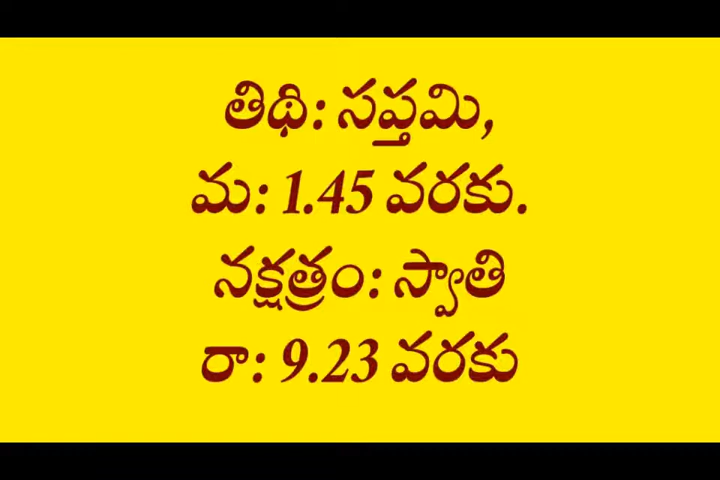 తిథి: సప్తమి,
మ: 1.45 వరకు.
నక్షత్రం: స్వాతి
రా: 9.23 వరకు